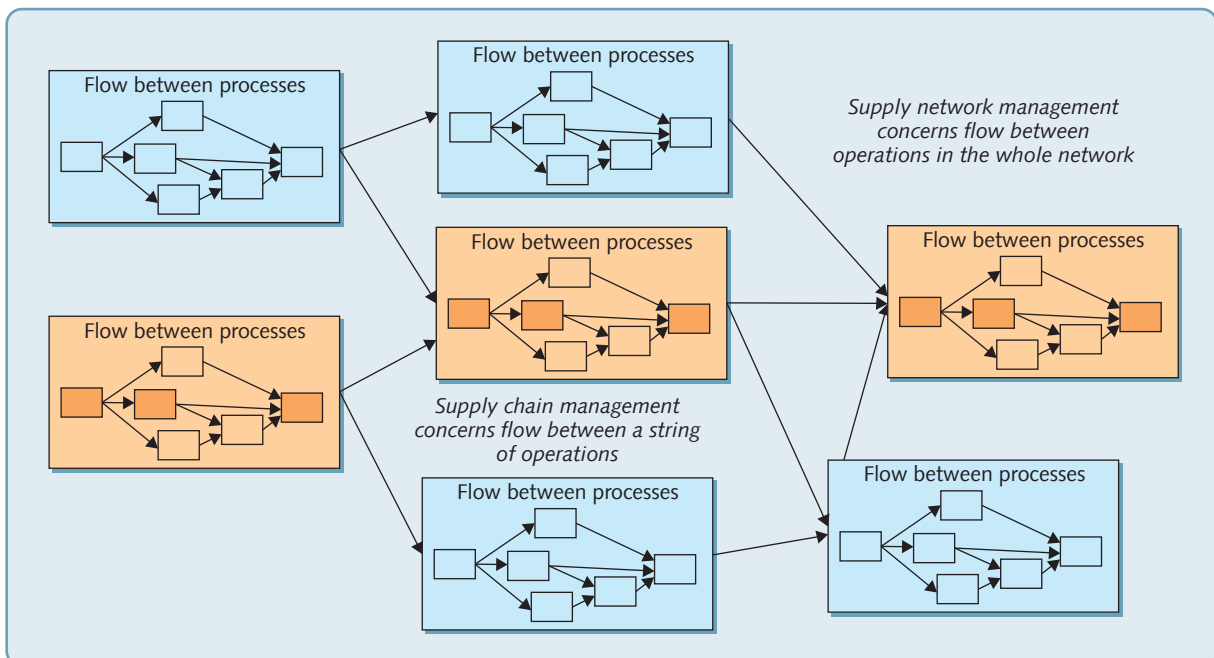 Flow between processes
Flow between processes
Supply network management
concerns flow between
operations in the whole network
Flow between processes
Flow between processes
Flow between processes
Supply chain management
concerns flow between a string
of operations
Flow between processes
Flow between processes